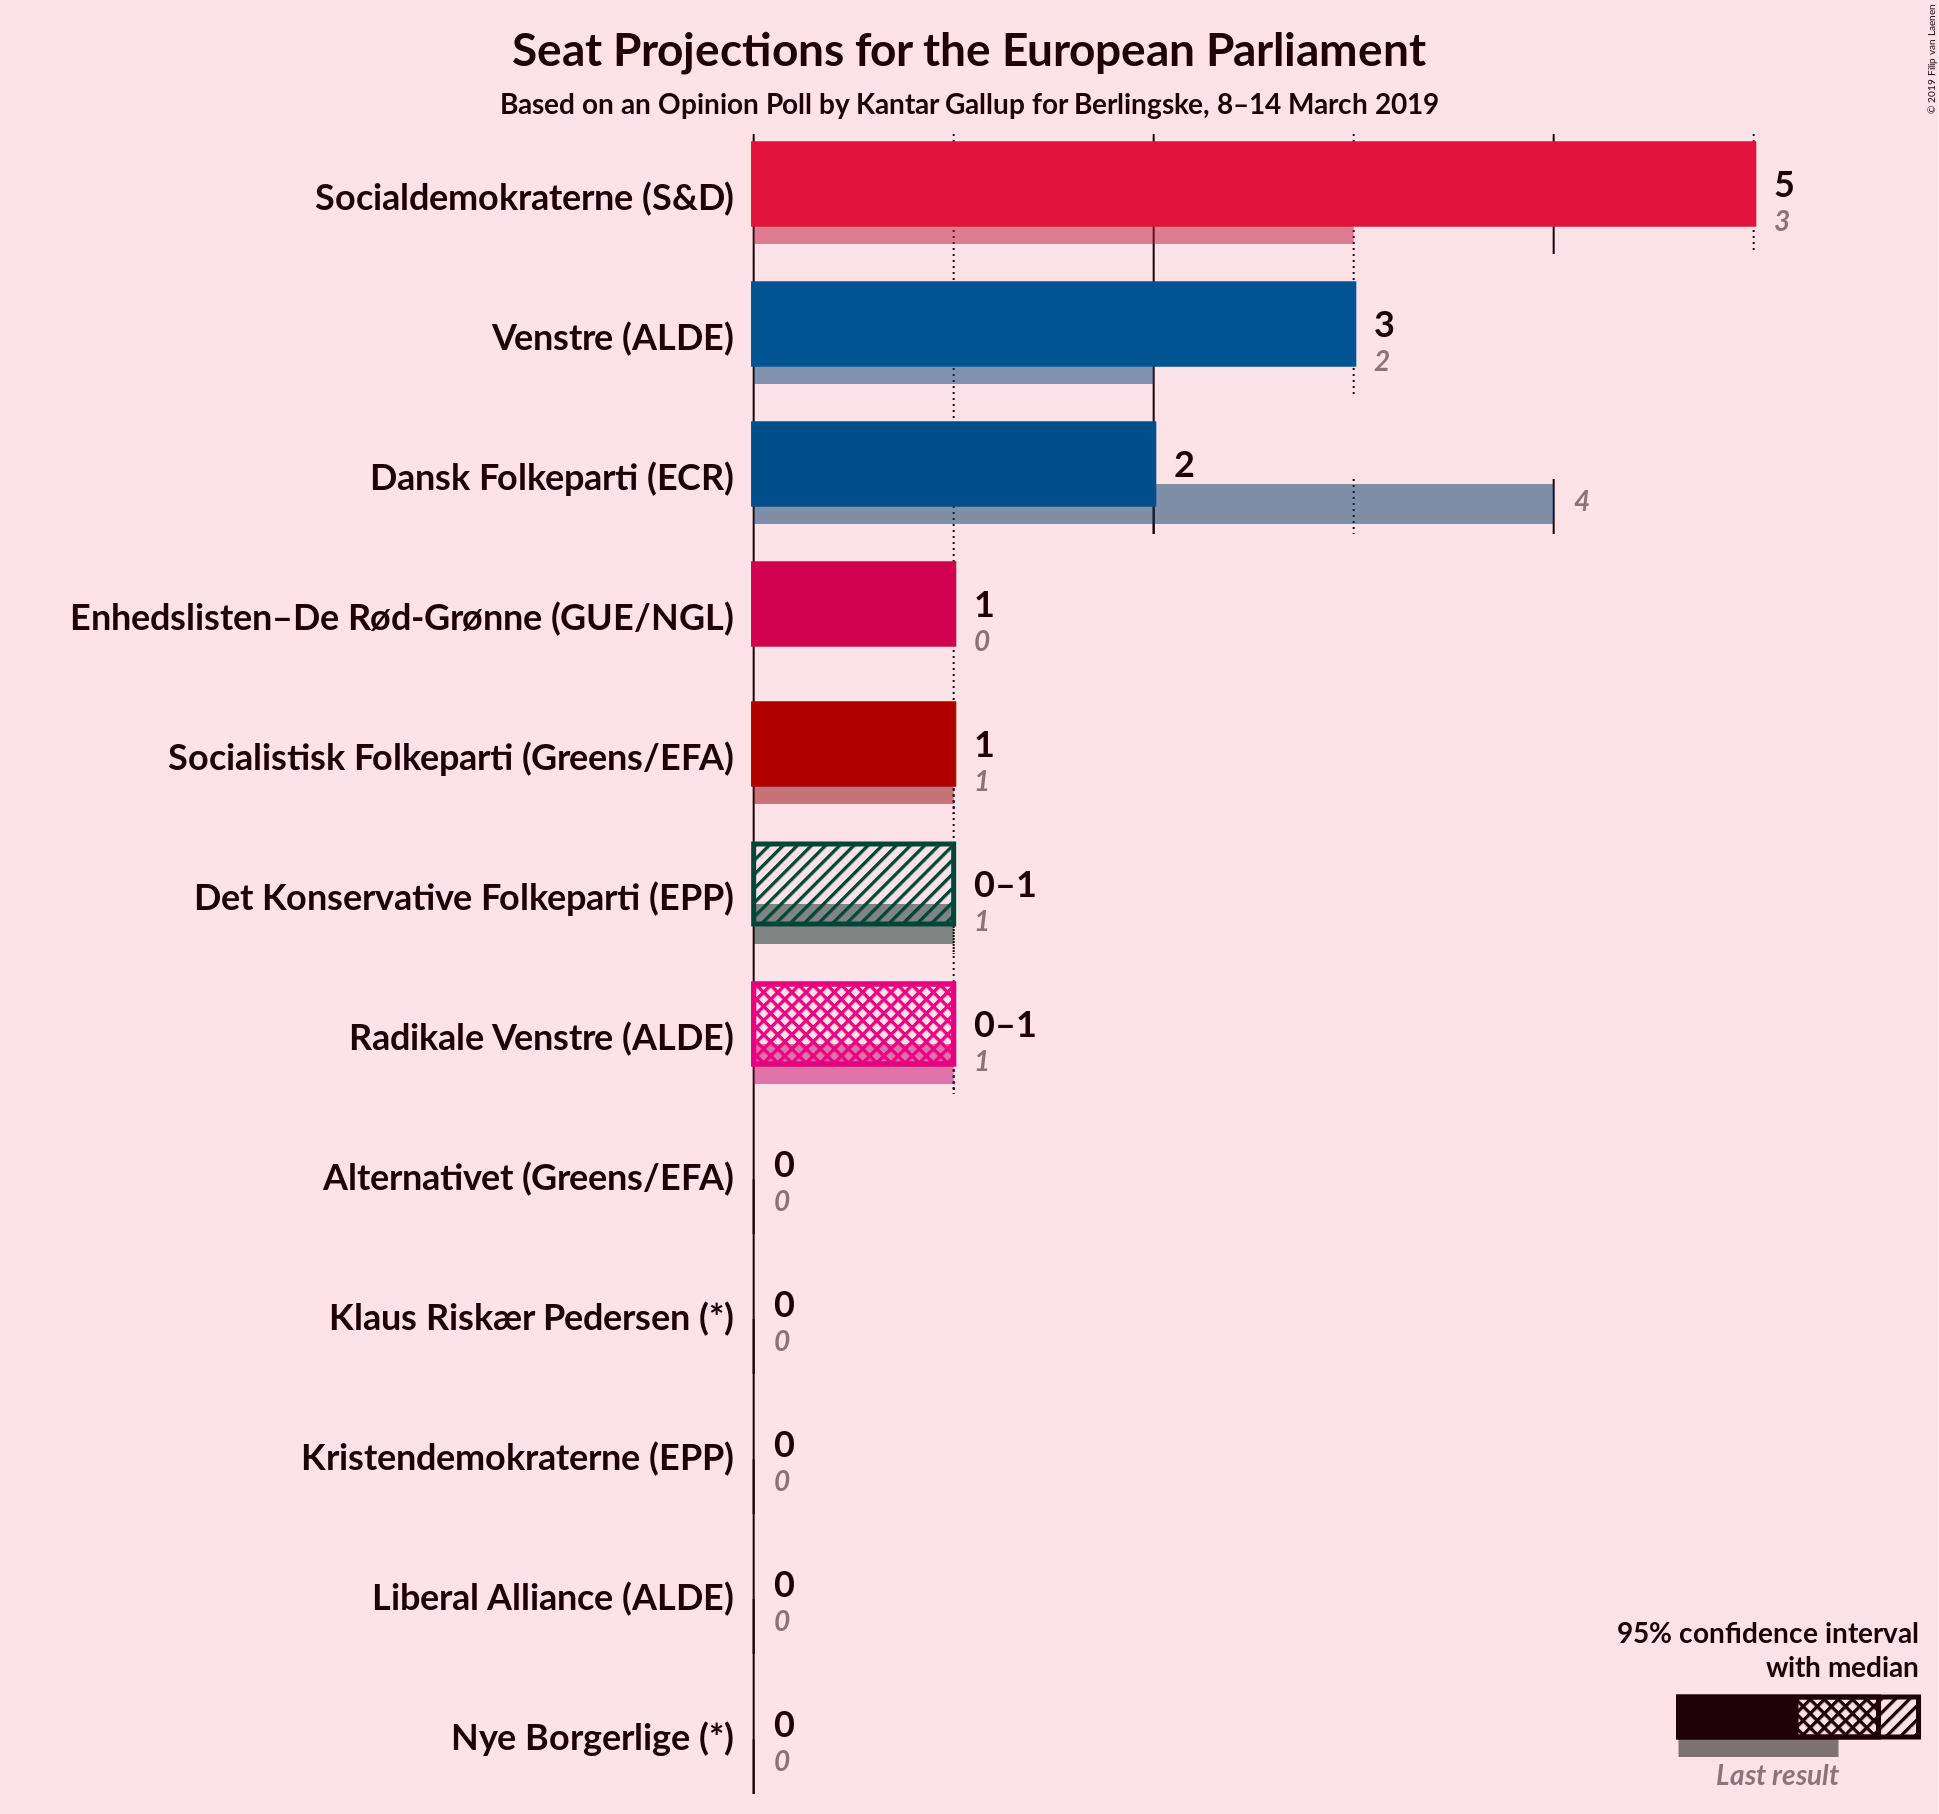 Seat Projections for the European Parliament
Based on an Opinion Poll by Kantar Gallup for Berlingske, 8–14 March 2019
© 2019 Filip van Laenen
Socialdemokraterne (S&D)
5
3
Venstre (ALDE)
3
2
Dansk Folkeparti (ECR)
2
4
Enhedslisten–De Rød-Grønne (GUE/NGL)
1
0
Socialistisk Folkeparti (Greens/EFA)
1
1
Det Konservative Folkeparti (EPP)
0–1
1
Radikale Venstre (ALDE)
0–1
1
Alternativet (Greens/EFA)
0
0
Klaus Riskær Pedersen (*)
0
0
Kristendemokraterne (EPP)
0
0
Liberal Alliance (ALDE)
0
0
Nye Borgerlige (*)
0
0
95% confidence interval
with median
Last result